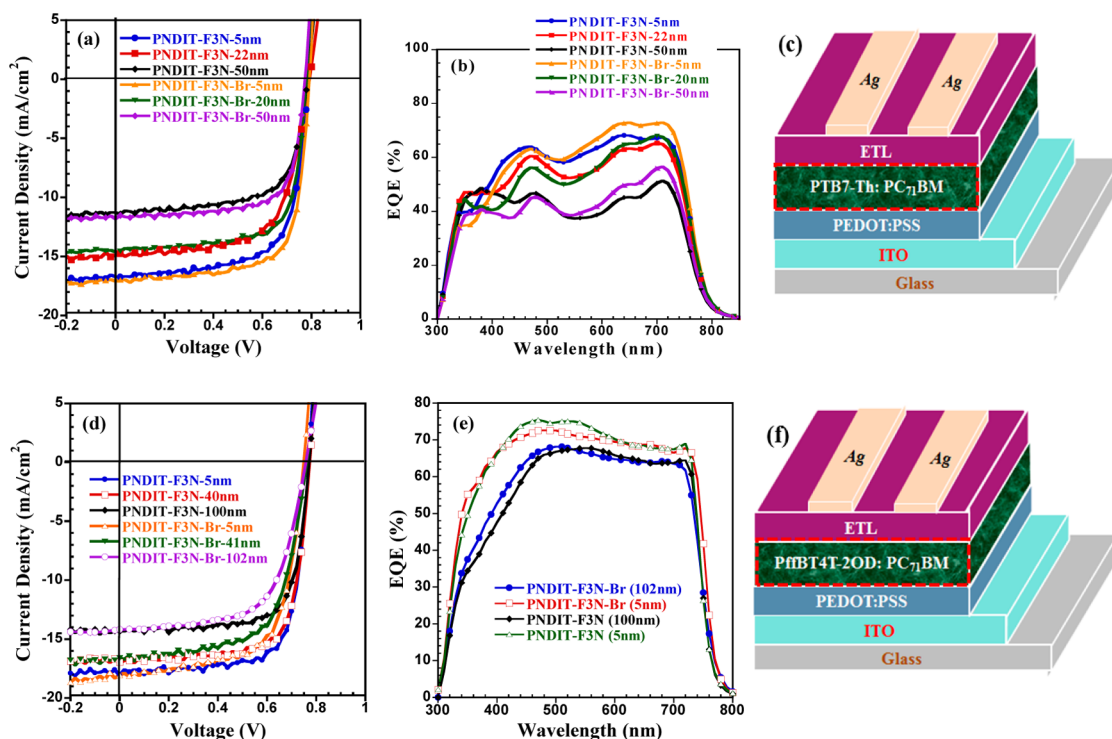 (a)
PNDIT-F3N-5nm
PNDIT-F3N-22nm
PNDIT-F3N-50nm
PNDIT-F3N-Br-5nm
PNDIT-F3N-Br-20nm
PNDIT-F3N-Br-50nm
Current Density (mA/cm²)
5
0
-5
-10
-15
-20
-0.2 0 0.2 0.4 0.6 0.8 1
Voltage (V)
PNDIT-F3N-5nm
PNDIT-F3N-22nm
PNDIT-F3N-50nm
PNDIT-F3N-Br-5nm
PNDIT-F3N-Br-20nm
PNDIT-F3N-Br-50nm
(b)
EQE (%)
100
80
60
40
20
0
300 400 500 600 700 800
Wavelength (nm)
(c)
Ag Ag
ETL
PTB7-Th: PC₇₁BM
PEDOT:PSS
ITO
Glass
(d)
PNDIT-F3N-5nm
PNDIT-F3N-40nm
PNDIT-F3N-100nm
PNDIT-F3N-Br-5nm
PNDIT-F3N-Br-41nm
PNDIT-F3N-Br-102nm
Current Density (mA/cm²)
5
0
-5
-10
-15
-20
-0.2 0 0.2 0.4 0.6 0.8 1
Voltage (V)
(e)
EQE (%)
80
70
60
50
40
30
20
10
0
PNDIT-F3N-Br (102nm)
PNDIT-F3N-Br (5nm)
PNDIT-F3N (100nm)
PNDIT-F3N (5nm)
300 400 500 600 700 800
Wavelength (nm)
(f)
Ag Ag
ETL
PffBT4T-2OD: PC₇₁BM
PEDOT:PSS
ITO
Glass